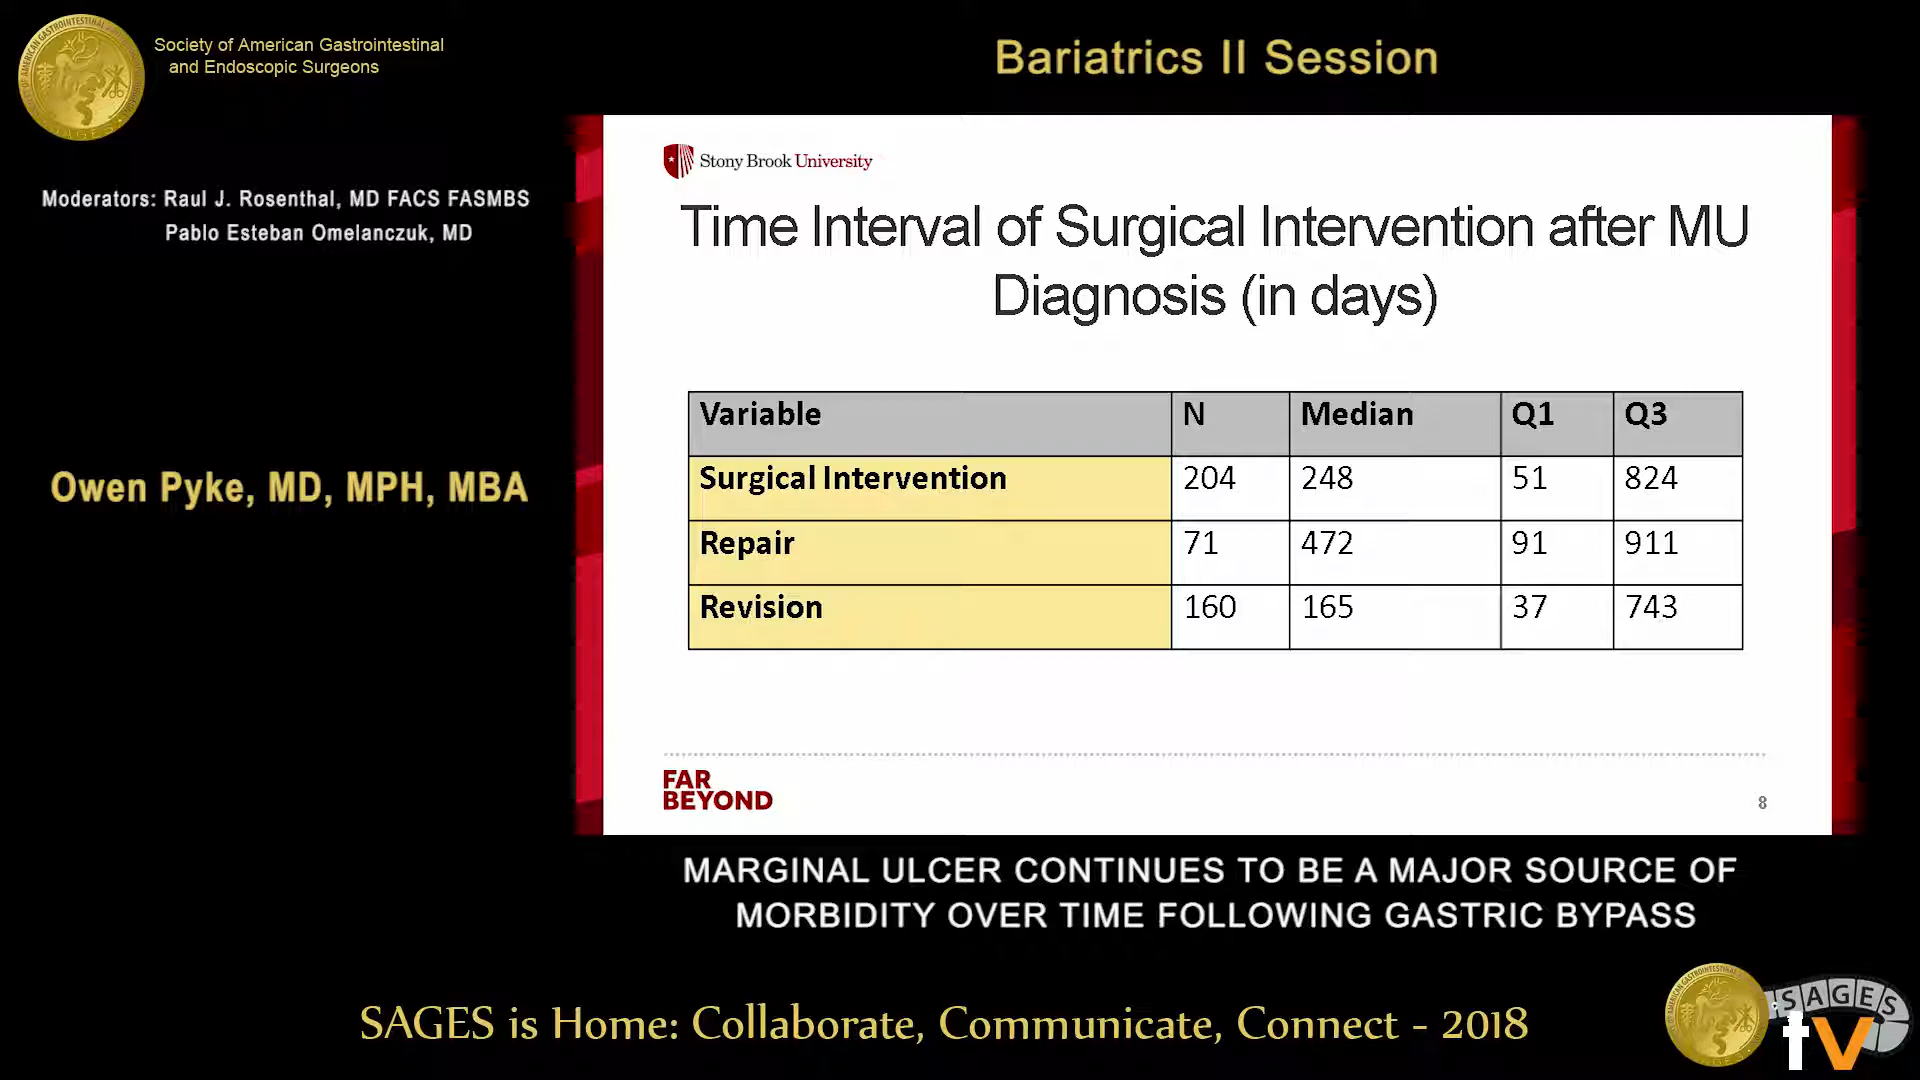 Society of American Gastrointestinal
and Endoscopic Surgeons
Bariatrics II Session
Moderators: Raul J. Rosenthal, MD FACS FASMBS
Pablo Esteban Omelanczuk, MD
Owen Pyke, MD, MPH, MBA
Stony Brook University
Time Interval of Surgical Intervention after MU
Diagnosis (in days)
Variable N Median Q1 Q3
Surgical Intervention 204 248 51 824
Repair 71 472 91 911
Revision 160 165 37 743
FAR
BEYOND
8
MARGINAL ULCER CONTINUES TO BE A MAJOR SOURCE OF
MORBIDITY OVER TIME FOLLOWING GASTRIC BYPASS
SAGES is Home: Collaborate, Communicate, Connect - 2018
SAGES
tv